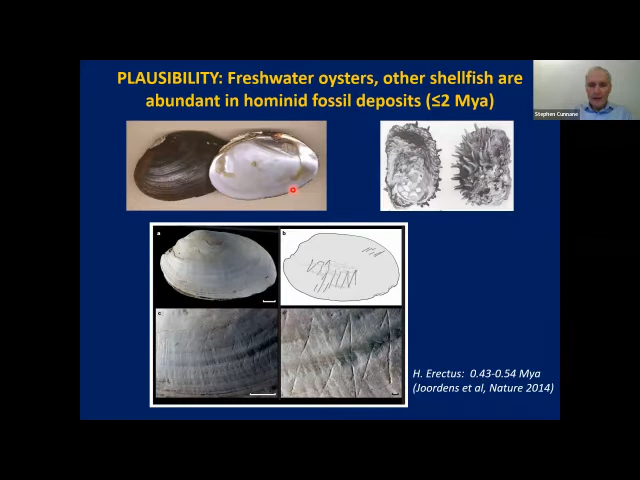 PLAUSIBILITY: Freshwater oysters, other shellfish are
abundant in hominid fossil deposits (≤2 Mya)
Stephen Cunnane
a
b
c
H. Erectus:  0.43-0.54 Mya
(Joordens et al, Nature 2014)